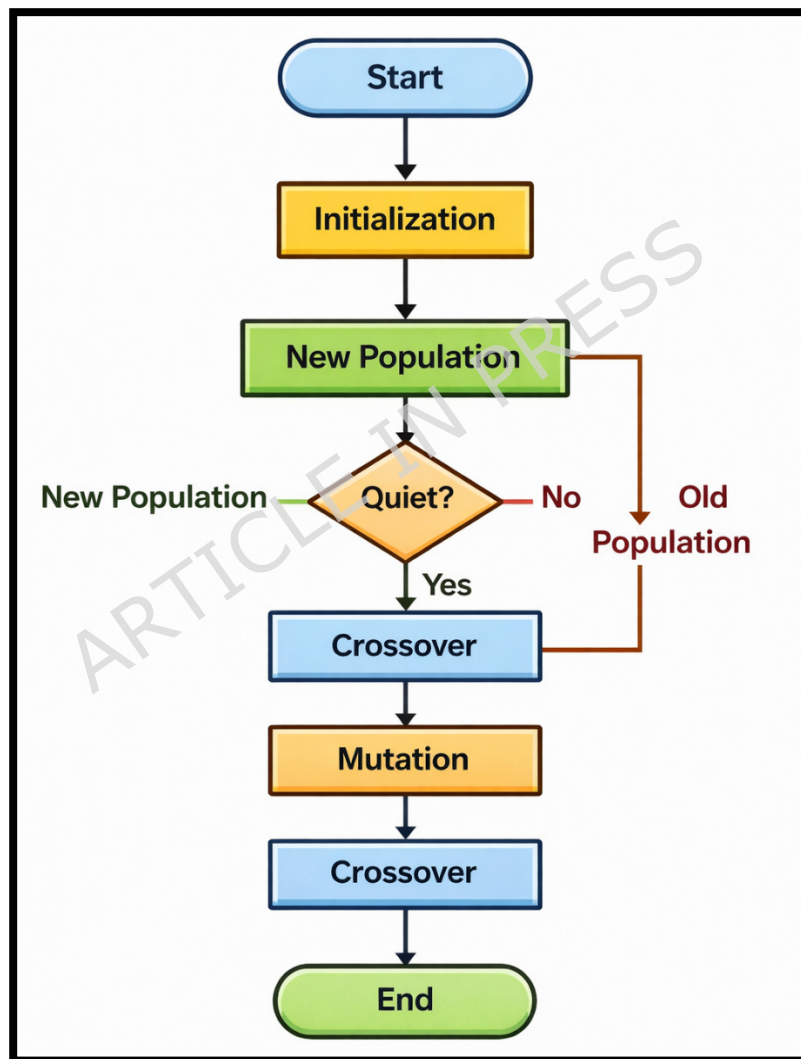 Start
Initialization
New Population
New Population
Quiet?
No
Old
Population
Yes
Crossover
Mutation
Crossover
End
ARTICLE IN PRESS